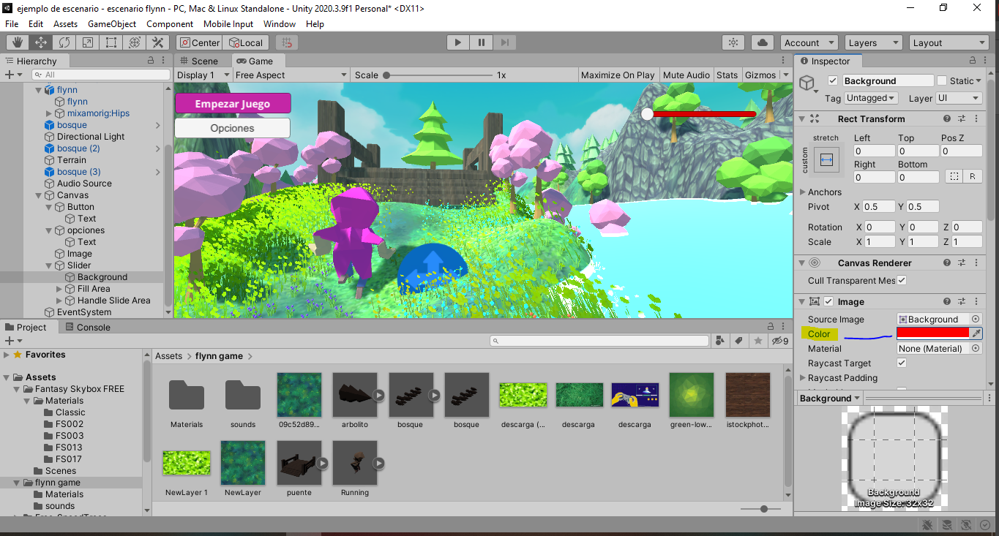 ejemplo de escenario - escenario flynn - PC, Mac & Linux Standalone - Unity 2020.3.9f1 Personal* <DX11>
File Edit Assets GameObject Component Mobile Input Window Help
Center Local Account Layers Layout
Hierarchy
All
flynn
flynn
mixamorig:Hips
bosque
Directional Light
bosque (2)
Terrain
bosque (3)
Audio Source
Canvas
Button
Text
opciones
Text
Image
Slider
Background
Fill Area
Handle Slide Area
EventSystem
Scene Game
Display 1 Free Aspect Scale 1x Maximize On Play Mute Audio Stats Gizmos
Empezar Juego
Opciones
Inspector
Background Static
Tag Untagged Layer UI
Rect Transform
stretch Left Top Pos Z
custom
0 0 0
Right Bottom
0 0 R
Anchors
Pivot X 0.5 Y 0.5
Rotation X 0 Y 0 Z 0
Scale X 1 Y 1 Z 1
Canvas Renderer
Cull Transparent Mes
Image
Source Image Background
Color
Material None (Material)
Raycast Target
Raycast Padding
Background
Background
Image Size: 32x32
Project Console
9
Favorites
Assets
Fantasy Skybox FREE
Materials
Classic
FS002
FS003
FS013
FS017
Scenes
flynn game
Materials
sounds
Assets > flynn game >
Materials sounds 09c52d89... arbolito bosque bosque descarga (... descarga descarga green-low... istockphot...
NewLayer 1 NewLayer puente Running